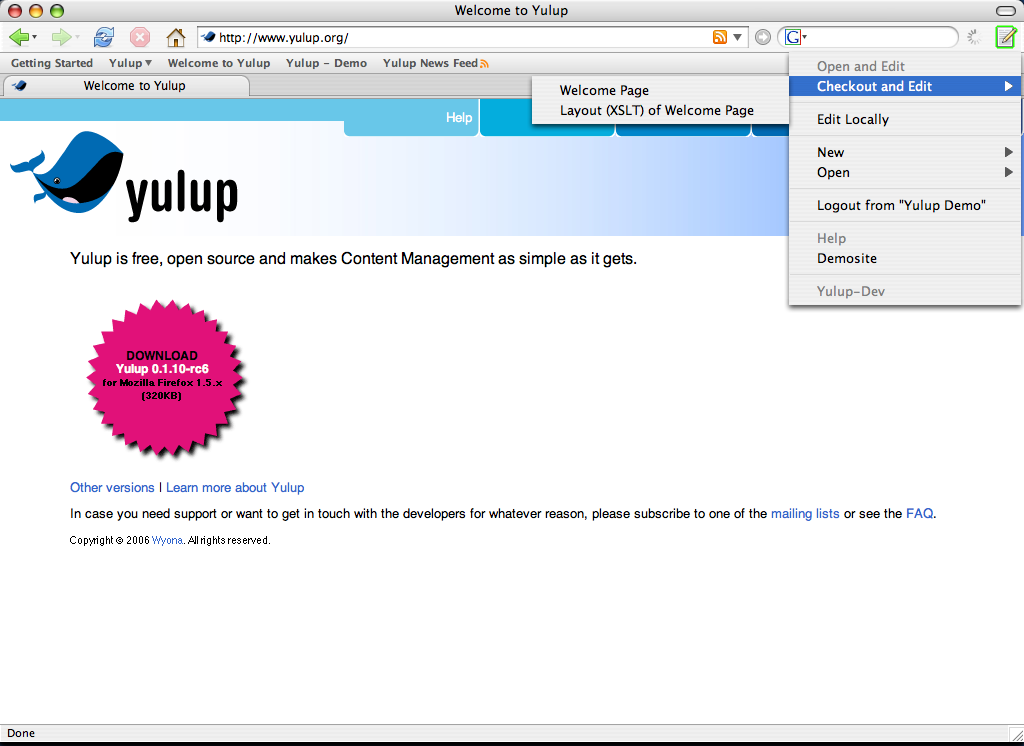 Welcome to Yulup
http://www.yulup.org/
G
Getting Started Yulup Welcome to Yulup Yulup - Demo Yulup News Feed
Welcome to Yulup
Open and Edit
Checkout and Edit
Welcome Page
Layout (XSLT) of Welcome Page
Edit Locally
New
Open
Logout from "Yulup Demo"
Help
Demosite
Yulup-Dev
Help
yulup
Yulup is free, open source and makes Content Management as simple as it gets.
DOWNLOAD
Yulup 0.1.10-rc6
for Mozilla Firefox 1.5.x
(320KB)
Other versions | Learn more about Yulup
In case you need support or want to get in touch with the developers for whatever reason, please subscribe to one of the mailing lists or see the FAQ.
Copyright © 2006 Wyona. All rights reserved.
Done